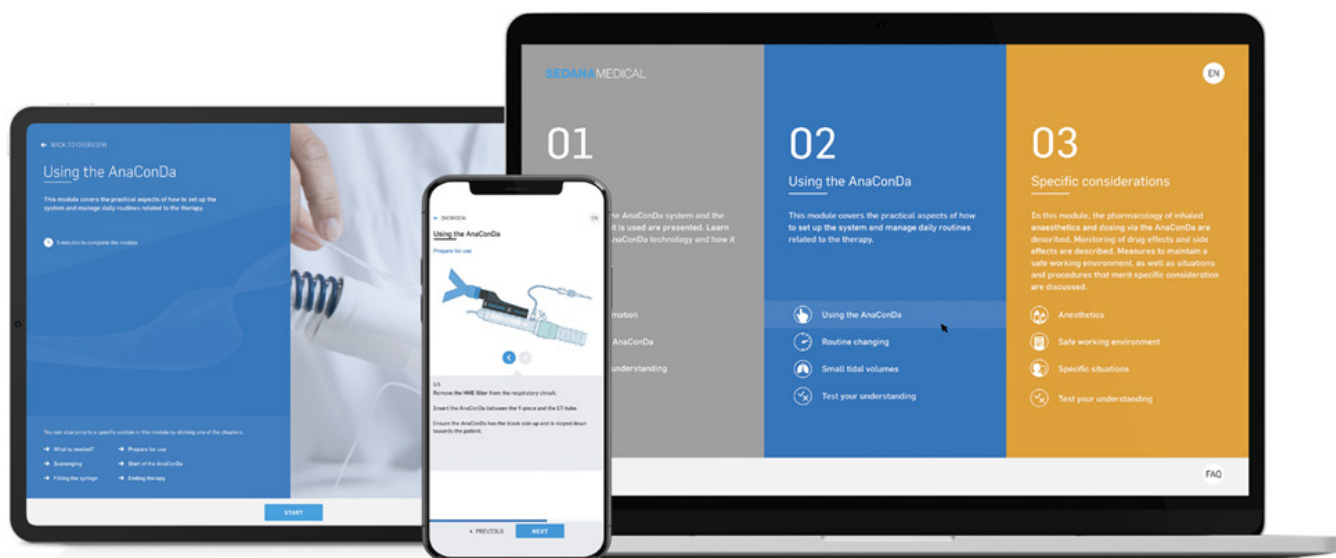 ← BACK TO OVERVIEW
Using the AnaConDa
This module covers the practical aspects of how to set up the
system and manage daily routines related to the therapy.
5 minutes to complete the module
You can also jump to a specific section in this module by clicking one of the chapters.
→ What is needed?
→ Scavenging
→ Filling the syringe
→ Prepare for use
→ Start of the AnaConDa
→ Ending therapy
START
← OVERVIEW
EN
Using the AnaConDa
Prepare for use
5/5
Remove the HME filter from the respiratory circuit.
Insert the AnaConDa between the Y-piece and the ET-tube.
Ensure the AnaConDa has the black side up and is sloped down
towards the patient.
PREVIOUS
NEXT
SEDANAMEDICAL
EN
01
the AnaConDa system and the
it is used are presented. Learn
AnaConDa technology and how it
AnaConDa
understanding
02
Using the AnaConDa
This module covers the practical aspects of how
to set up the system and manage daily routines
related to the therapy.
Using the AnaConDa
Routine changing
Small tidal volumes
Test your understanding
03
Specific considerations
In this module, the pharmacology of inhaled
anaesthetics and dosing via the AnaConDa are
described. Monitoring of drug effects and side
effects are described. Measures to maintain a
safe working environment, as well as situations
and procedures that merit specific consideration
are discussed.
Anesthetics
Safe working environment
Specific situations
Test your understanding
FAQ